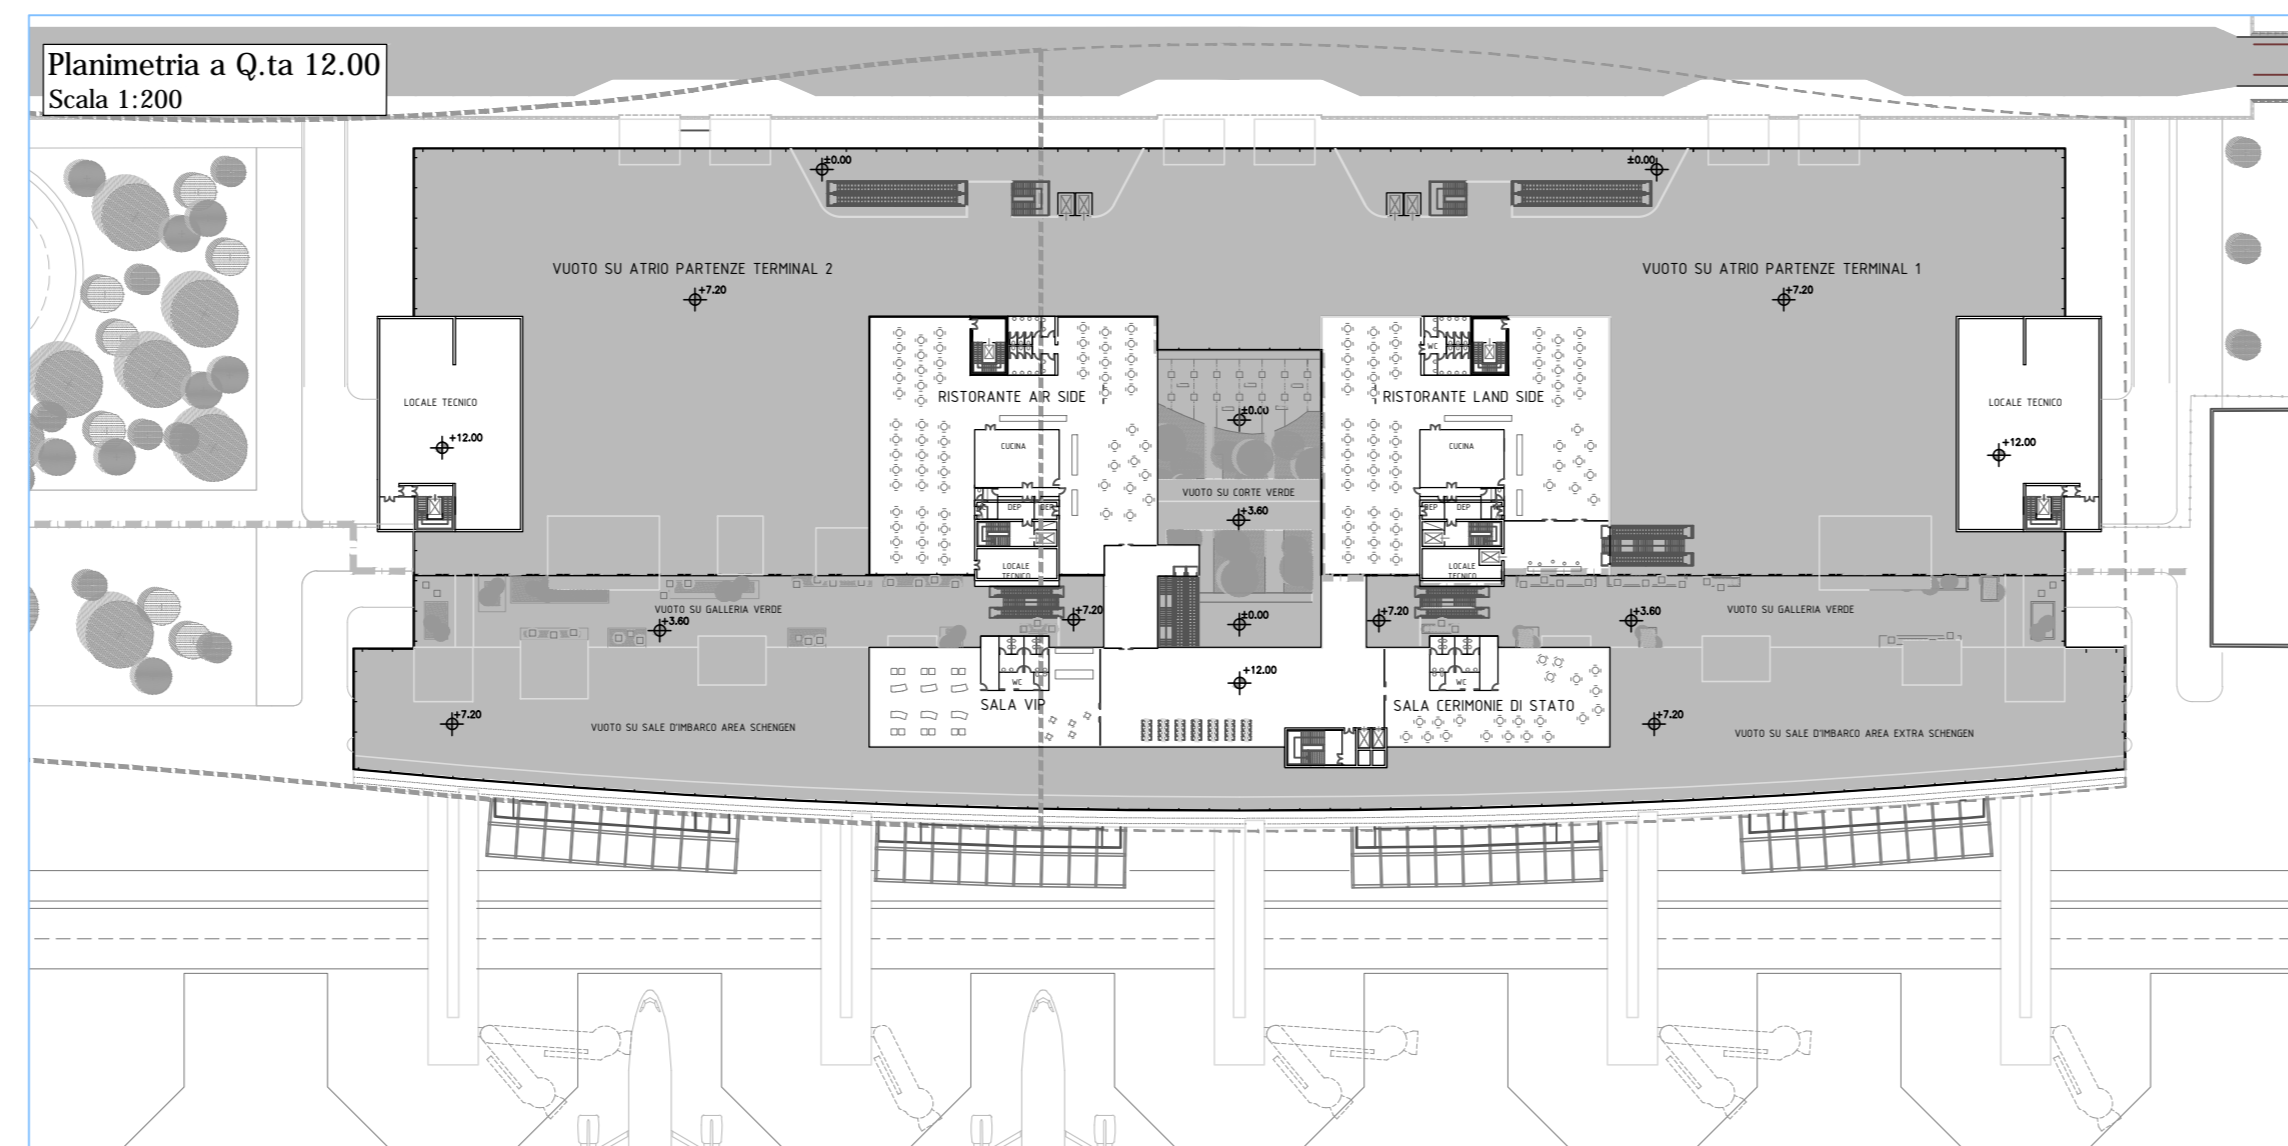 Planimetria a Q.ta 12.00
Scala 1:200
±0.00
±0.00
VUOTO SU ATRIO PARTENZE TERMINAL 2
VUOTO SU ATRIO PARTENZE TERMINAL 1
+7.20
+7.20
WC
RISTORANTE AIR SIDE
RISTORANTE LAND SIDE
LOCALE TECNICO
LOCALE TECNICO
±0.00
+12.00
+12.00
CUCINA
CUCINA
VUOTO SU CORTE VERDE
DEP
DEP
DEP
DEP
+3.60
LOCALE
TECNICO
LOCALE
TECNICO
VUOTO SU GALLERIA VERDE
+3.60
+7.20
±0.00
+7.20
+3.60
VUOTO SU GALLERIA VERDE
+12.00
WC
WC
SALA VIP
SALA CERIMONIE DI STATO
+7.20
+7.20
VUOTO SU SALE D'IMBARCO AREA SCHENGEN
VUOTO SU SALE D'IMBARCO AREA EXTRA SCHENGEN